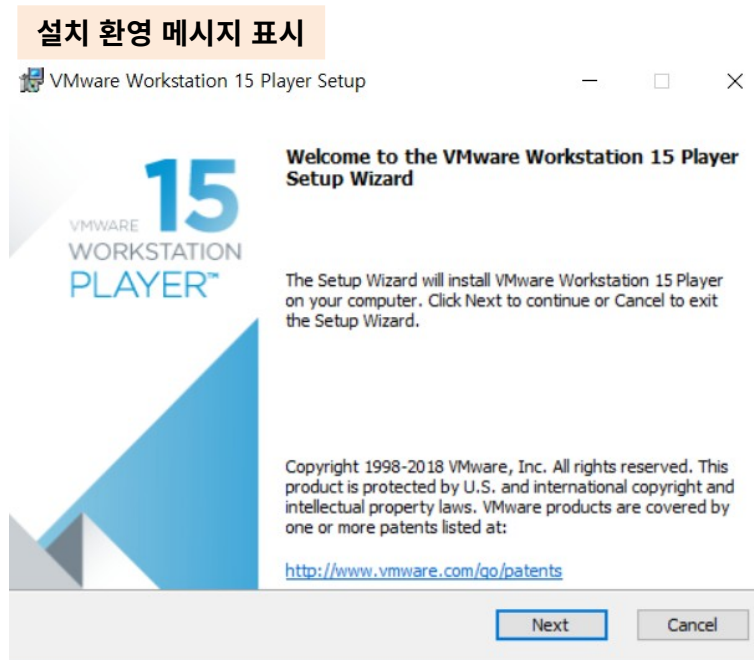 설치 환영 메시지 표시
VMware Workstation 15 Player Setup
15
VMWARE
WORKSTATION
PLAYER™
Welcome to the VMware Workstation 15 Player
Setup Wizard
The Setup Wizard will install VMware Workstation 15 Player
on your computer. Click Next to continue or Cancel to exit
the Setup Wizard.
Copyright 1998-2018 VMware, Inc. All rights reserved. This
product is protected by U.S. and international copyright and
intellectual property laws. VMware products are covered by
one or more patents listed at:
http://www.vmware.com/go/patents
Next
Cancel